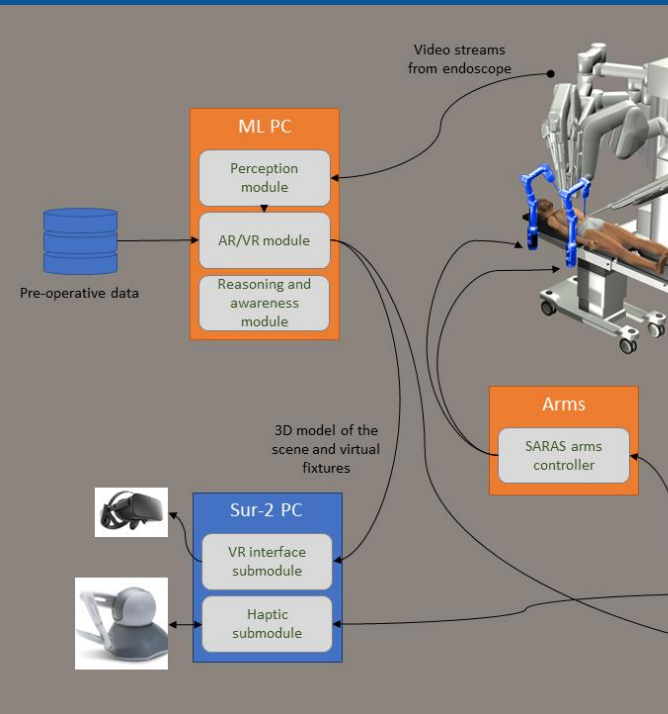 Video streams
from endoscope
ML PC
Perception
module
AR/VR module
Reasoning and
awareness
module
Pre-operative data
3D model of the
scene and virtual
fixtures
Arms
SARAS arms
controller
Sur-2 PC
VR interface
submodule
Haptic
submodule